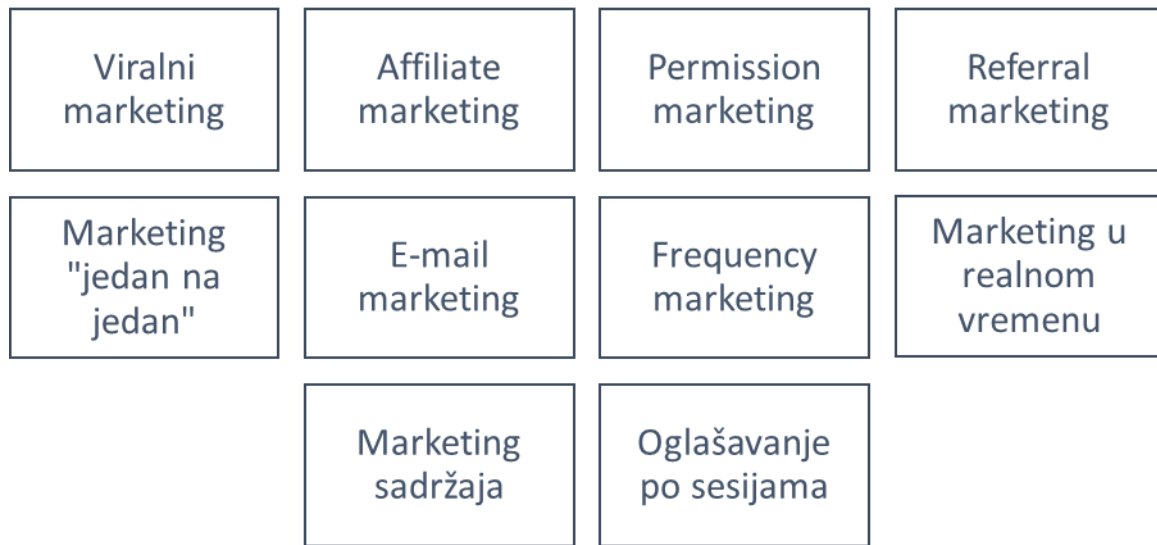 Viralni
marketing
Affiliate
marketing
Permission
marketing
Referral
marketing
Marketing
"jedan na
jedan"
E-mail
marketing
Frequency
marketing
Marketing u
realnom
vremenu
Marketing
sadržaja
Oglašavanje
po sesijama